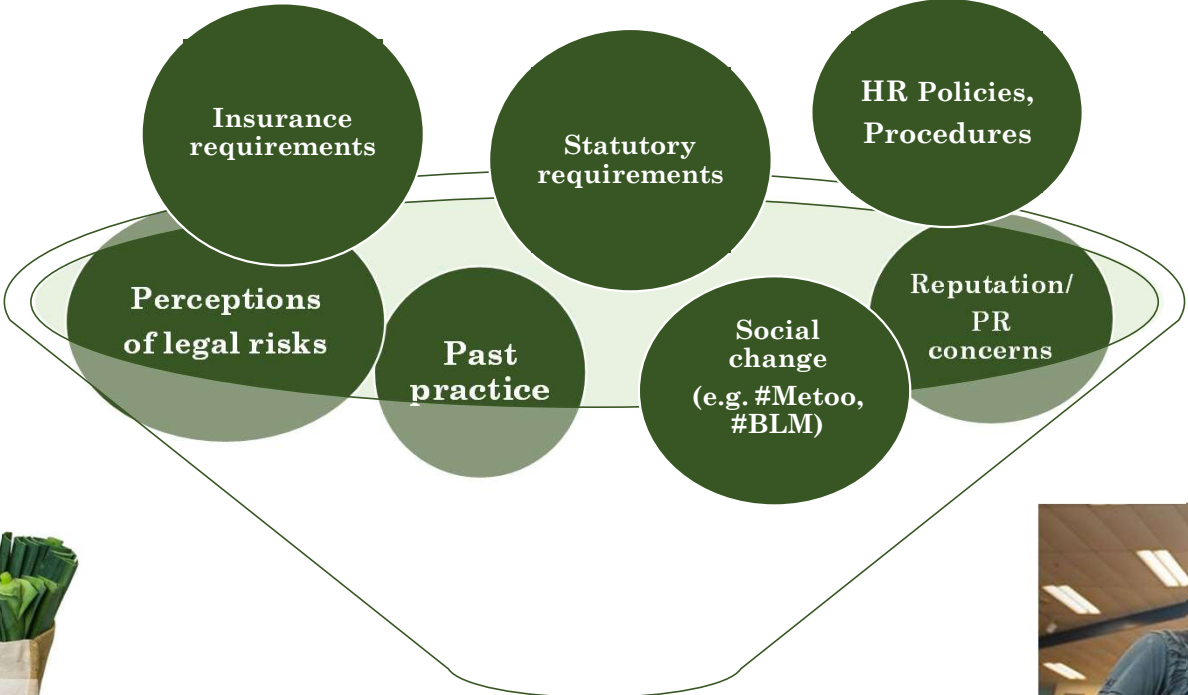 Insurance
requirements
Statutory
requirements
HR Policies,
Procedures
Perceptions
of legal risks
Past
practice
Social
change
(e.g. #Metoo,
#BLM)
Reputation/
PR
concerns